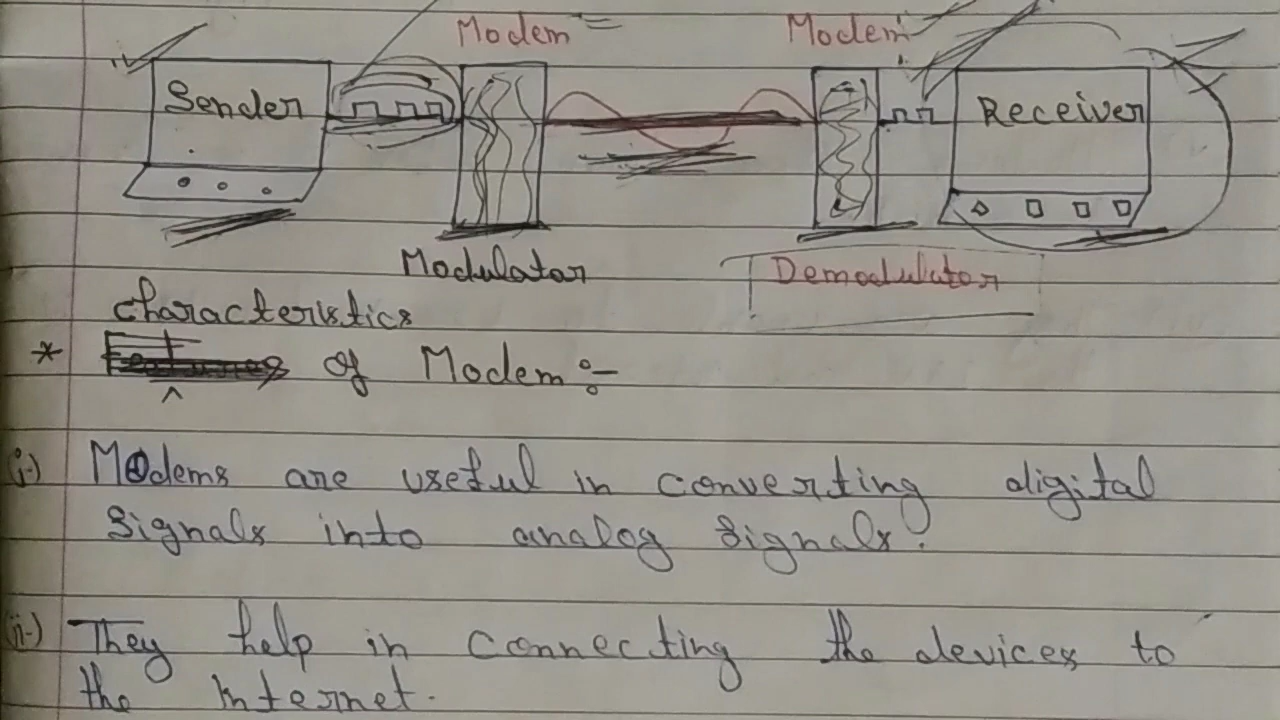 Modem Modem
Sender Receiver
Modulator Demodulator
characteristics
* Features of Modem :-
(i-) Modems are useful in converting digital
signals into analog signals.
(ii-) They help in connecting the devices to
the internet.